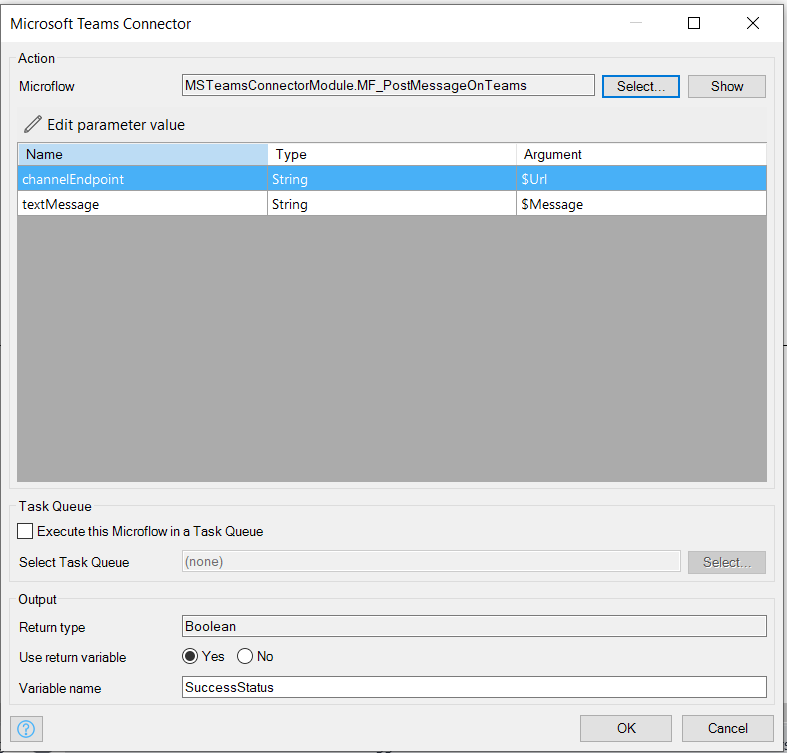 Microsoft Teams Connector
Action
Microflow MSTeamsConnectorModule.MF_PostMessageOnTeams Select... Show
Edit parameter value
Name Type Argument
channelEndpoint String $Url
textMessage String $Message
Task Queue
Execute this Microflow in a Task Queue
Select Task Queue (none) Select...
Output
Return type Boolean
Use return variable Yes No
Variable name SuccessStatus
? OK Cancel